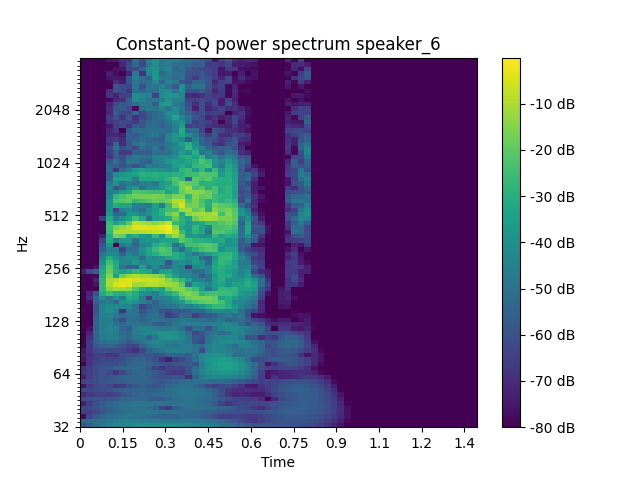 Constant-Q power spectrum speaker_6
Hz
2048
1024
512
256
128
64
32
0 0.15 0.3 0.45 0.6 0.75 0.9 1.1 1.2 1.4
Time
-10 dB
-20 dB
-30 dB
-40 dB
-50 dB
-60 dB
-70 dB
-80 dB